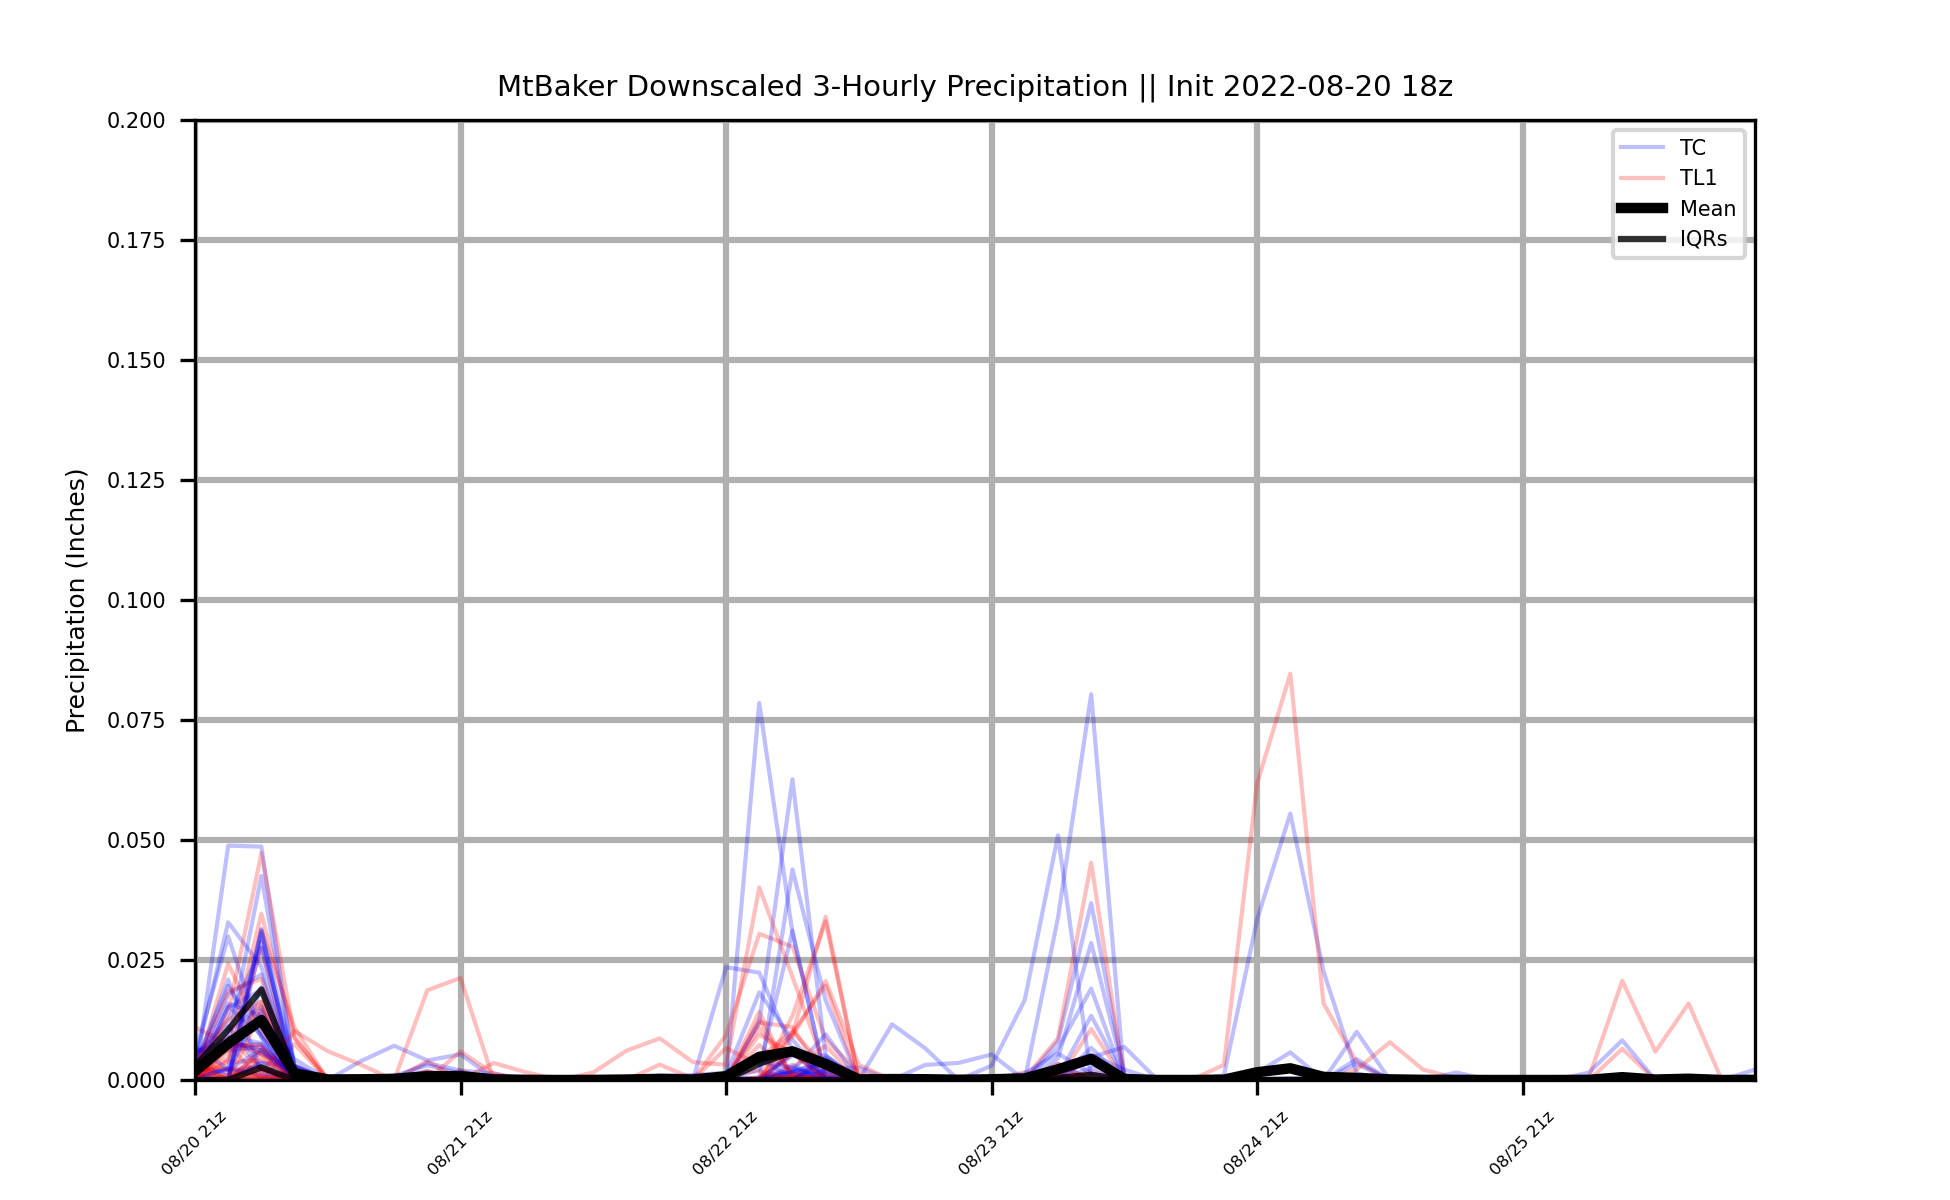 MtBaker Downscaled 3-Hourly Precipitation || Init 2022-08-20 18z
0.200
0.175
0.150
0.125
0.100
0.075
0.050
0.025
0.000
Precipitation (Inches)
TC
TL1
Mean
IQRs
08/20 21z
08/21 21z
08/22 21z
08/23 21z
08/24 21z
08/25 21z